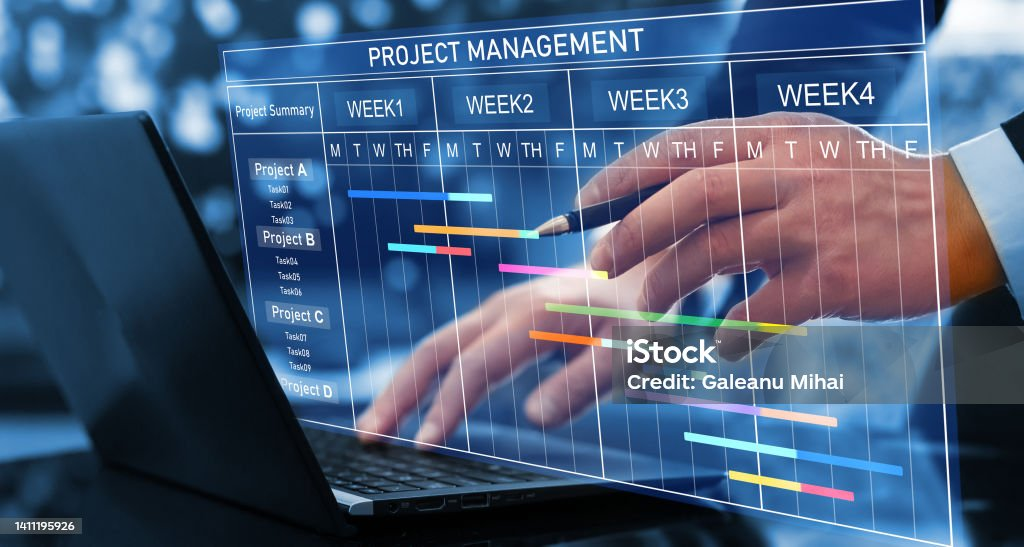 PROJECT MANAGEMENT
Project Summary WEEK1 WEEK2 WEEK3 WEEK4
M T W TH F M T W TH F M T W TH F M T W TH F
Project A
Task01
Task02
Task03
Project B
Task04
Task05
Task06
Project C
Task07
Task08
Task09
Project D
iStock™
Credit: Galeanu Mihai
1411195926